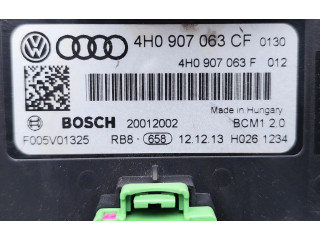 4H0 907 063 CF 0130
4H0 907 063 F 012
Made in Hungary
BOSCH 20012002 BCM1 2.0
F005V01325 RB8- 658 12.12.13 H026 1234